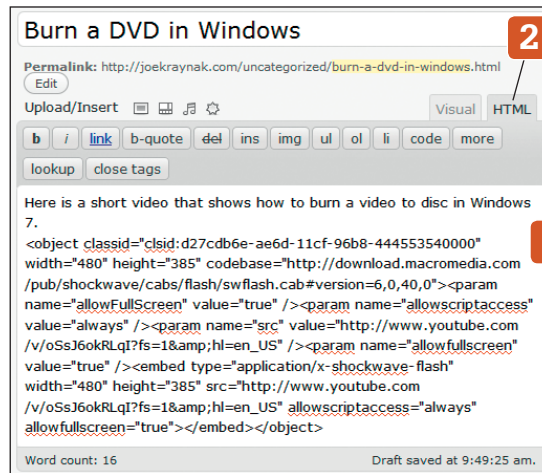 Burn a DVD in Windows
2
Permalink: http://joekraynak.com/uncategorized/burn-a-dvd-in-windows.html
Edit
Upload/Insert Visual HTML
b i link b-quote del ins img ul ol li code more
lookup close tags
Here is a short video that shows how to burn a video to disc in Windows
7.
<object classid="clsid:d27cdb6e-ae6d-11cf-96b8-444553540000"
width="480" height="385" codebase="http://download.macromedia.com
/pub/shockwave/cabs/flash/swflash.cab#version=6,0,40,0"><param
name="allowFullScreen" value="true" /><param name="allowscriptaccess"
value="always" /><param name="src" value="http://www.youtube.com
/v/oSsJ6okRLqI?fs=1&amp;hl=en_US" /><param name="allowfullscreen"
value="true" /><embed type="application/x-shockwave-flash"
width="480" height="385" src="http://www.youtube.com
/v/oSsJ6okRLqI?fs=1&amp;hl=en_US" allowscriptaccess="always"
allowfullscreen="true"></embed></object>
Word count: 16 Draft saved at 9:49:25 am.